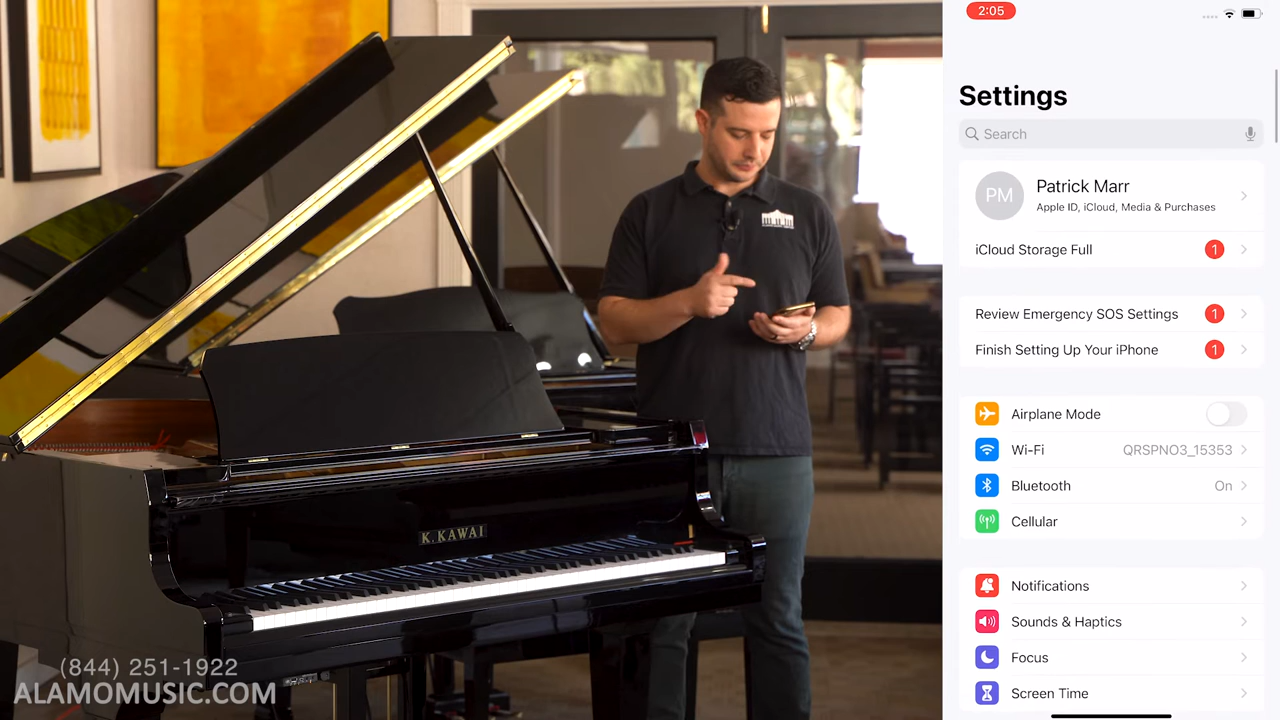 2:05
Settings
Search
PM
Patrick Marr
Apple ID, iCloud, Media & Purchases
iCloud Storage Full 1
Review Emergency SOS Settings 1
Finish Setting Up Your iPhone 1
Airplane Mode
Wi-Fi QRSPNO3_15353
Bluetooth On
Cellular
Notifications
Sounds & Haptics
Focus
Screen Time
K.KAWAI
(844) 251-1922
ALAMOMUSIC.COM